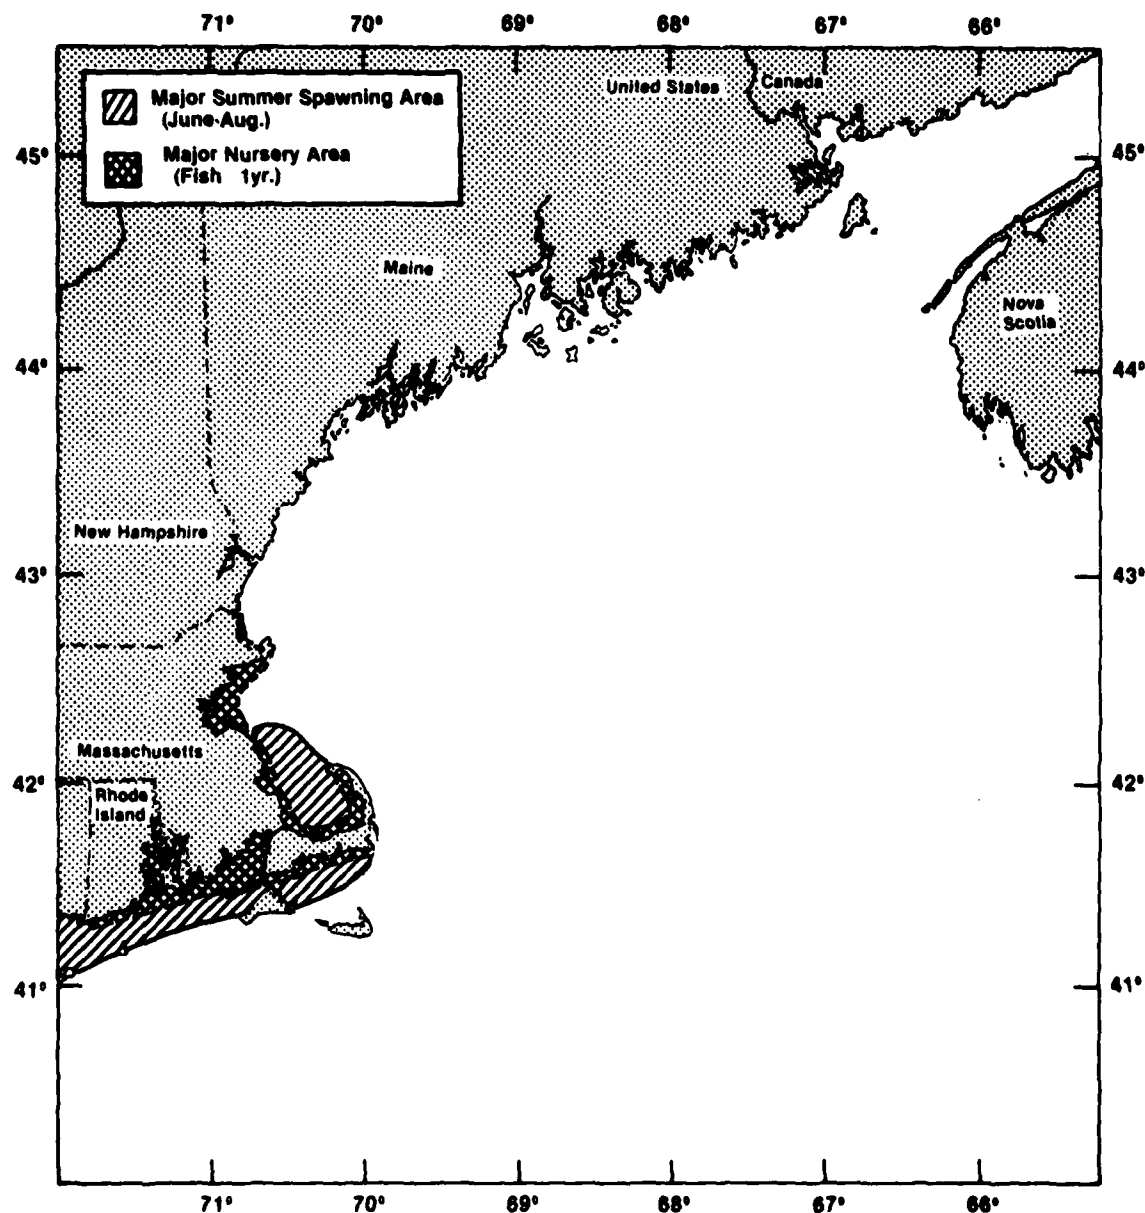 71° 70° 69° 68° 67° 66°
Major Summer Spawning Area
(June-Aug.)
Major Nursery Area
(Fish 1yr.)
United States
Canada
45° 45°
Maine
Nova
Scotia
44° 44°
New Hampshire
43° 43°
Massachusetts
42° 42°
Rhode
Island
41° 41°
71° 70° 69° 68° 67° 66°